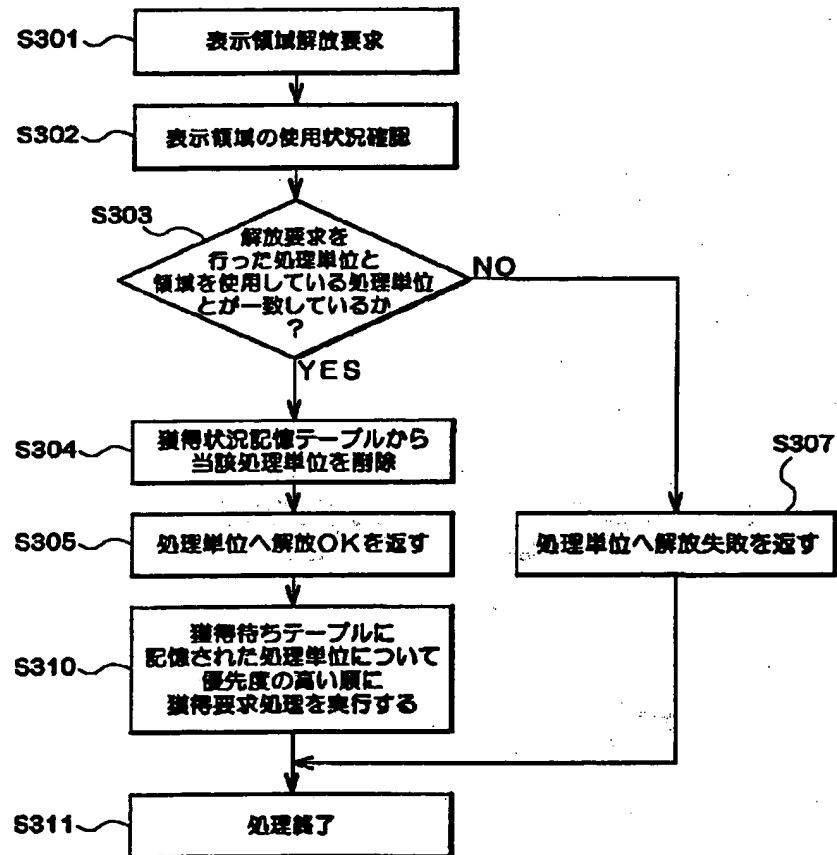 S301
表示領域解放要求
S302
表示領域の使用状況確認
S303
解放要求を
行った処理単位と
領域を使用している処理単位
とが一致しているか
?
NO
YES
S304
獲得状況記憶テーブルから
当該処理単位を削除
S307
S305
処理単位へ解放OKを返す
処理単位へ解放失敗を返す
S310
獲得待ちテーブルに
記憶された処理単位について
優先度の高い順に
獲得要求処理を実行する
S311
処理終了